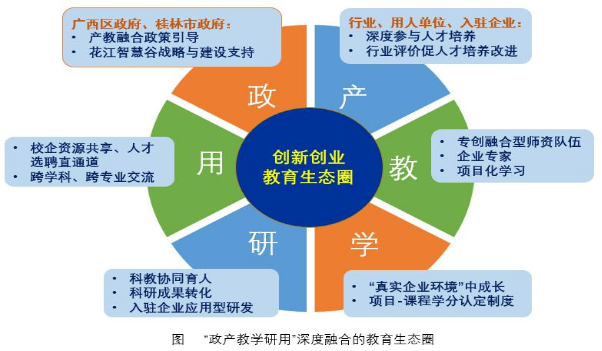 广西区政府、桂林市政府：
• 产教融合政策引导
• 花江智慧谷战略与建设支持
行业、用人单位、入驻企业：
• 深度参与人才培养
• 行业评价促人才培养改进
政
产
校企资源共享、人才
选聘直通道
• 跨学科、跨专业交流
用
创新创业
教育生态圈
教
• 专创融合型师资队伍
• 企业专家
• 项目化学习
研
学
• 科教协同育人
• 科研成果转化
• 入驻企业应用型研发
• “真实企业环境”中成长
• 项目-课程学分认定制度
图 “政产教学研用”深度融合的教育生态圈